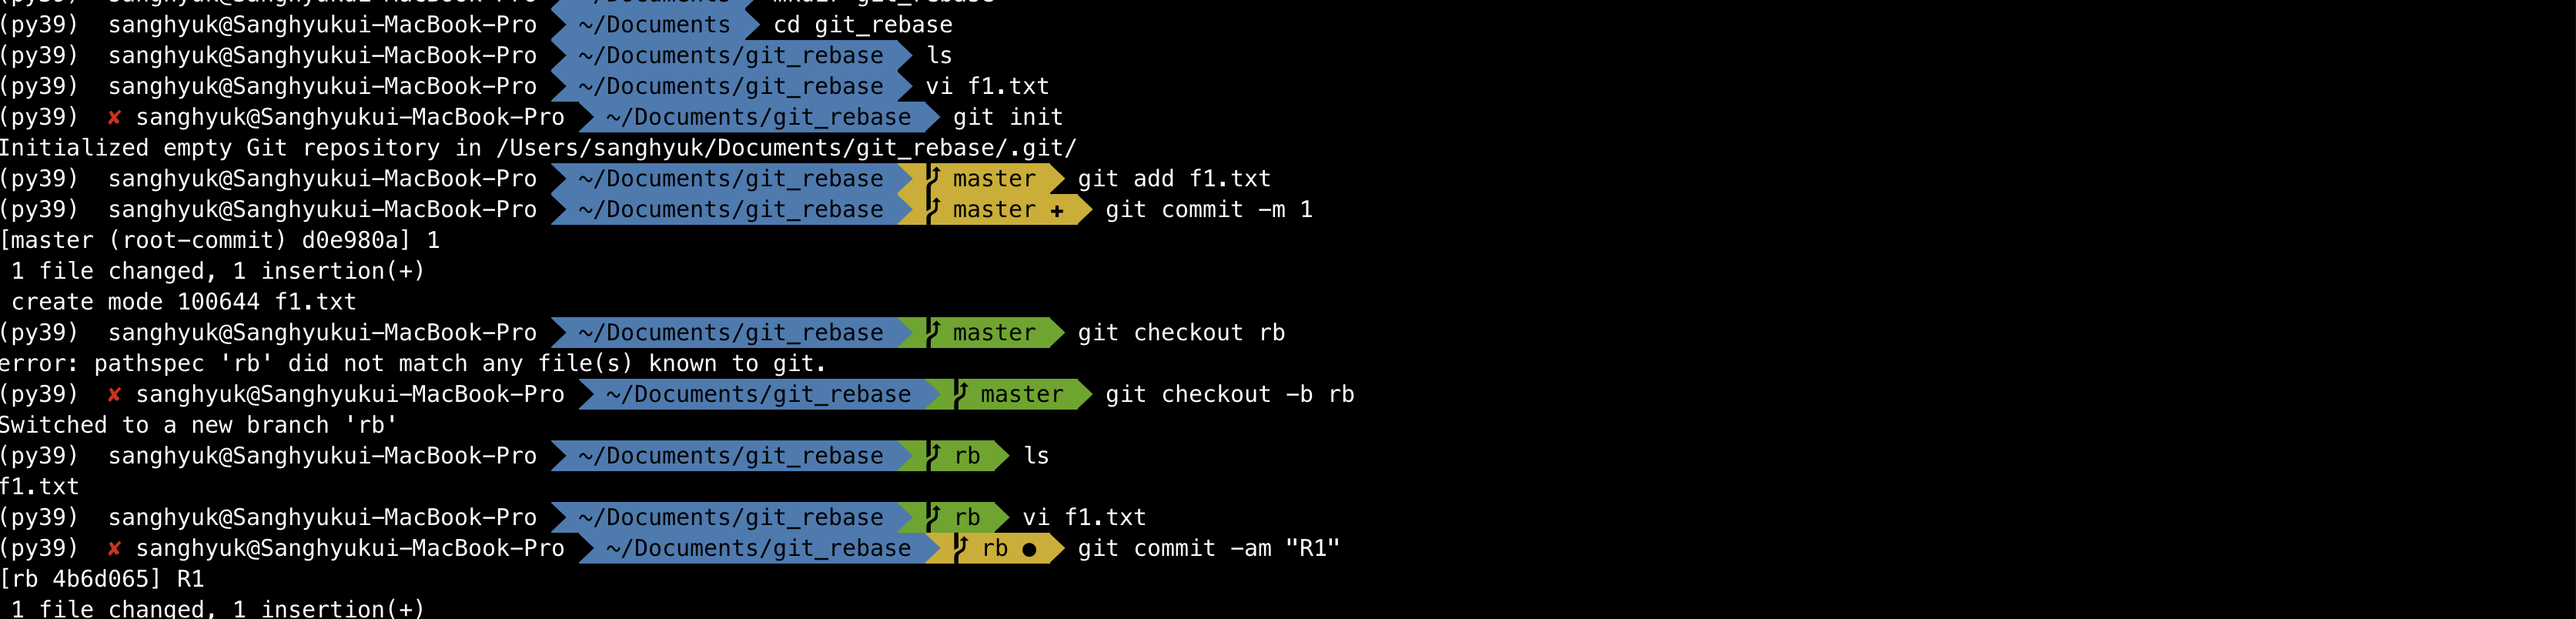 (py39) sanghyuk@Sanghyukui-MacBook-Pro ~/Documents mkdir git_rebase
(py39) sanghyuk@Sanghyukui-MacBook-Pro ~/Documents cd git_rebase
(py39) sanghyuk@Sanghyukui-MacBook-Pro ~/Documents/git_rebase ls
(py39) sanghyuk@Sanghyukui-MacBook-Pro ~/Documents/git_rebase vi f1.txt
(py39) ✘ sanghyuk@Sanghyukui-MacBook-Pro ~/Documents/git_rebase git init
Initialized empty Git repository in /Users/sanghyuk/Documents/git_rebase/.git/
(py39) sanghyuk@Sanghyukui-MacBook-Pro ~/Documents/git_rebase master git add f1.txt
(py39) sanghyuk@Sanghyukui-MacBook-Pro ~/Documents/git_rebase master ✚ git commit -m 1
[master (root-commit) d0e980a] 1
1 file changed, 1 insertion(+)
create mode 100644 f1.txt
(py39) sanghyuk@Sanghyukui-MacBook-Pro ~/Documents/git_rebase master git checkout rb
error: pathspec 'rb' did not match any file(s) known to git.
(py39) ✘ sanghyuk@Sanghyukui-MacBook-Pro ~/Documents/git_rebase master git checkout -b rb
Switched to a new branch 'rb'
(py39) sanghyuk@Sanghyukui-MacBook-Pro ~/Documents/git_rebase rb ls
f1.txt
(py39) sanghyuk@Sanghyukui-MacBook-Pro ~/Documents/git_rebase rb vi f1.txt
(py39) ✘ sanghyuk@Sanghyukui-MacBook-Pro ~/Documents/git_rebase rb ● git commit -am "R1"
[rb 4b6d065] R1
1 file changed, 1 insertion(+)